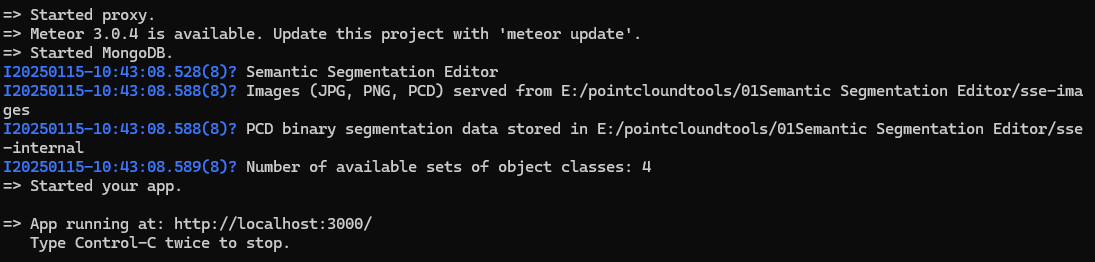 => Started proxy.
=> Meteor 3.0.4 is available. Update this project with 'meteor update'.
=> Started MongoDB.
I20250115-10:43:08.528(8)? Semantic Segmentation Editor
I20250115-10:43:08.588(8)? Images (JPG, PNG, PCD) served from E:/pointcloundtools/01Semantic Segmentation Editor/sse-ima
ges
I20250115-10:43:08.588(8)? PCD binary segmentation data stored in E:/pointcloundtools/01Semantic Segmentation Editor/sse
-internal
I20250115-10:43:08.589(8)? Number of available sets of object classes: 4
=> Started your app.

=> App running at: http://localhost:3000/
   Type Control-C twice to stop.